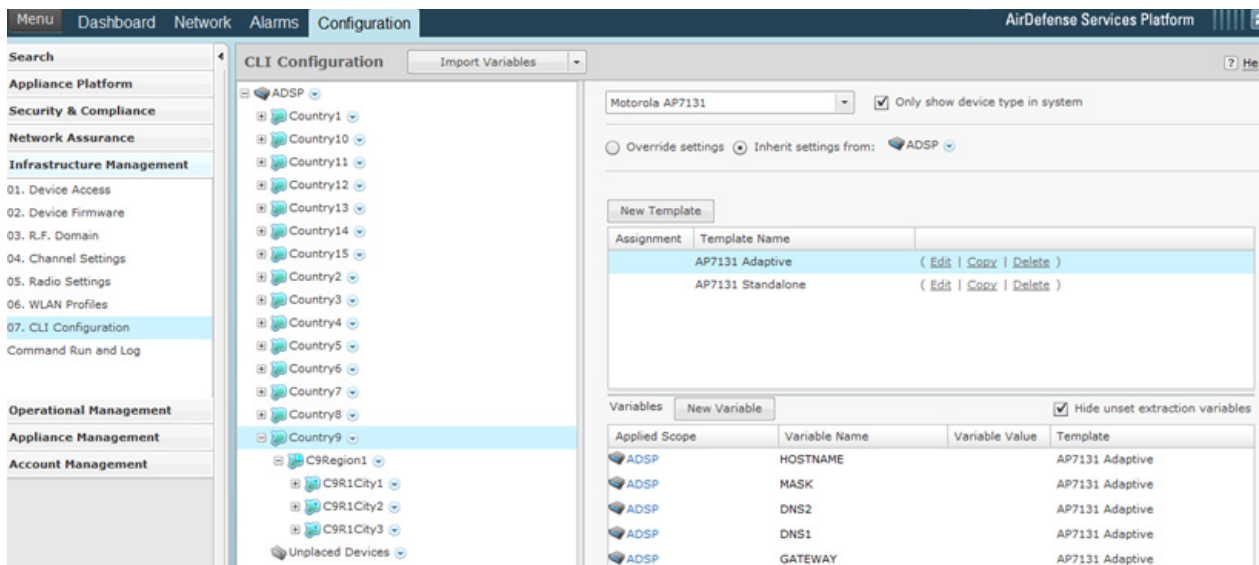 Menu Dashboard Network Alarms Configuration AirDefense Services Platform
Search
Appliance Platform
Security & Compliance
Network Assurance
Infrastructure Management
01. Device Access
02. Device Firmware
03. R.F. Domain
04. Channel Settings
05. Radio Settings
06. WLAN Profiles
07. CLI Configuration
Command Run and Log
Operational Management
Appliance Management
Account Management
CLI Configuration Import Variables ? He
ADSP
Country1
Country10
Country11
Country12
Country13
Country14
Country15
Country2
Country3
Country4
Country5
Country6
Country7
Country8
Country9
C9Region1
C9R1City1
C9R1City2
C9R1City3
Unplaced Devices
Motorola AP7131 Only show device type in system
Override settings Inherit settings from: ADSP
New Template
Assignment Template Name
AP7131 Adaptive ( Edit | Copy | Delete )
AP7131 Standalone ( Edit | Copy | Delete )
Variables New Variable Hide unset extraction variables
Applied Scope Variable Name Variable Value Template
ADSP HOSTNAME AP7131 Adaptive
ADSP MASK AP7131 Adaptive
ADSP DNS2 AP7131 Adaptive
ADSP DNS1 AP7131 Adaptive
ADSP GATEWAY AP7131 Adaptive